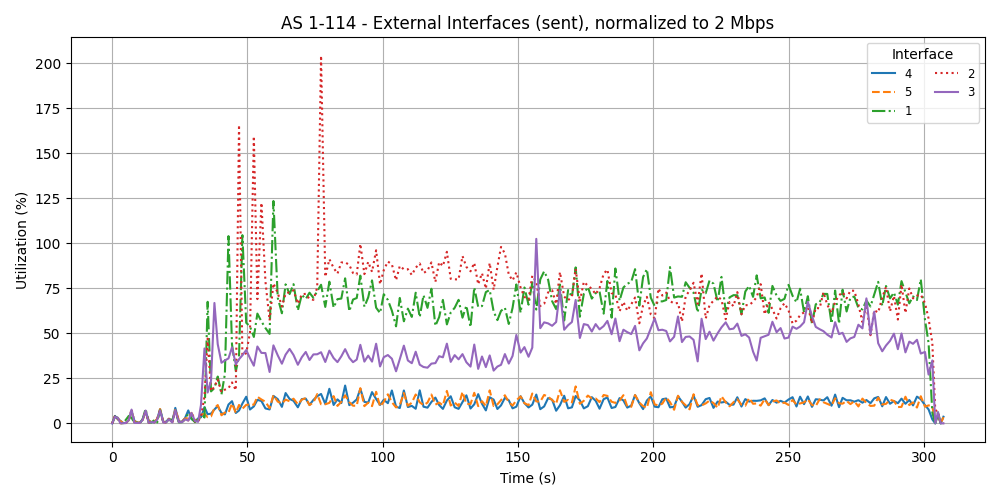 AS 1-114 - External Interfaces (sent), normalized to 2 Mbps
Utilization (%)
200
175
150
125
100
75
50
25
0
0 50 100 150 200 250 300
Time (s)
Interface
4 2
5 3
1